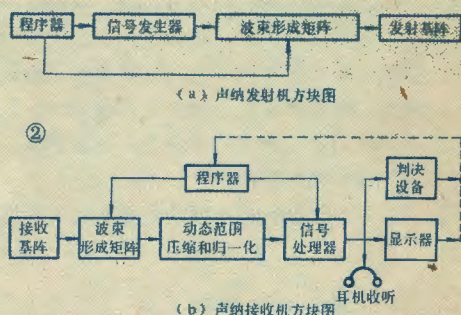 程序器 信号发生器 波束形成矩阵 发射基阵
(a) 声纳发射机方块图
②
程序器
判决
设备
接收
基阵
波束
形成矩阵
动态范围
压缩和归一化
信号
处理器
显示器
耳机收听
(b) 声纳接收机方块图